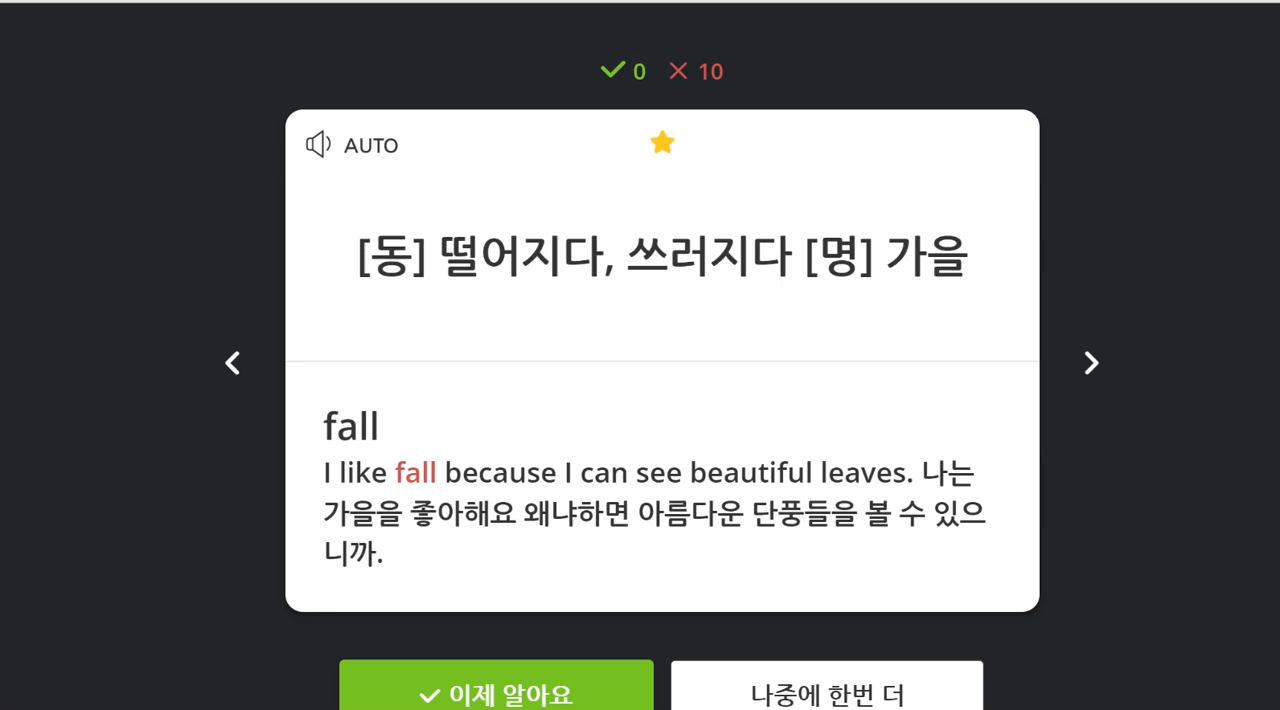 0 10
AUTO
[동] 떨어지다, 쓰러지다 [명] 가을
fall
I like fall because I can see beautiful leaves. 나는
가을을 좋아해요 왜냐하면 아름다운 단풍들을 볼 수 있으
니까.
이제 알아요
나중에 한번 더